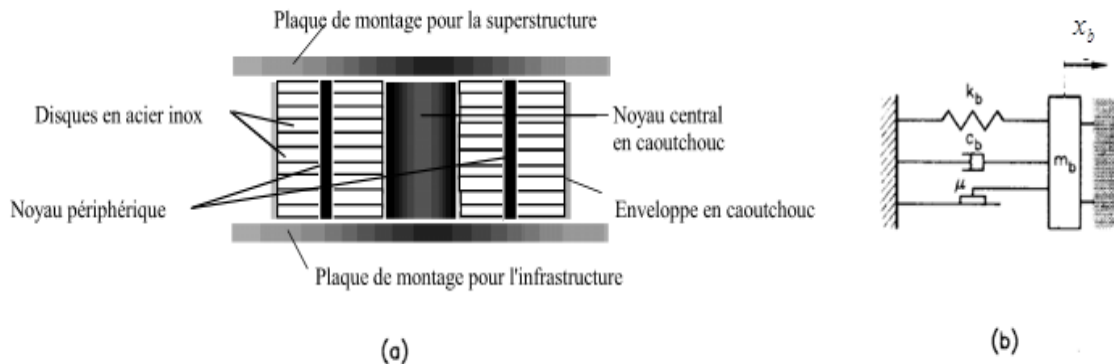 Plaque de montage pour la superstructure
Disques en acier inox
Noyau central
en caoutchouc
Noyau périphérique
Enveloppe en caoutchouc
Plaque de montage pour l'infrastructure
(a)
x_b
k_b
c_b
μ
m_b
(b)